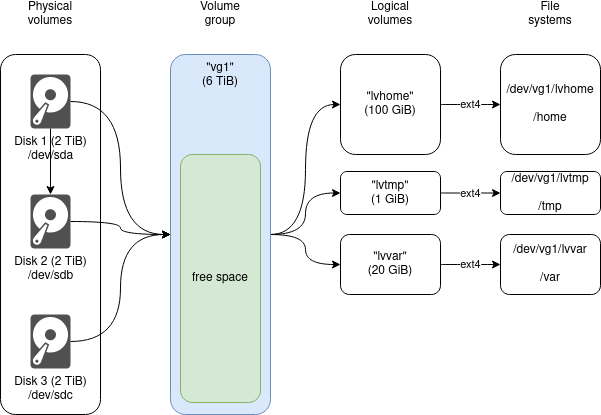 Physical
volumes
Volume
group
Logical
volumes
File
systems
Disk 1 (2 TiB)
/dev/sda
Disk 2 (2 TiB)
/dev/sdb
Disk 3 (2 TiB)
/dev/sdc
"vg1"
(6 TiB)
free space
"lvhome"
(100 GiB)
ext4
/dev/vg1/lvhome
/home
"lvtmp"
(1 GiB)
ext4
/dev/vg1/lvtmp
/tmp
"lvvar"
(20 GiB)
ext4
/dev/vg1/lvvar
/var